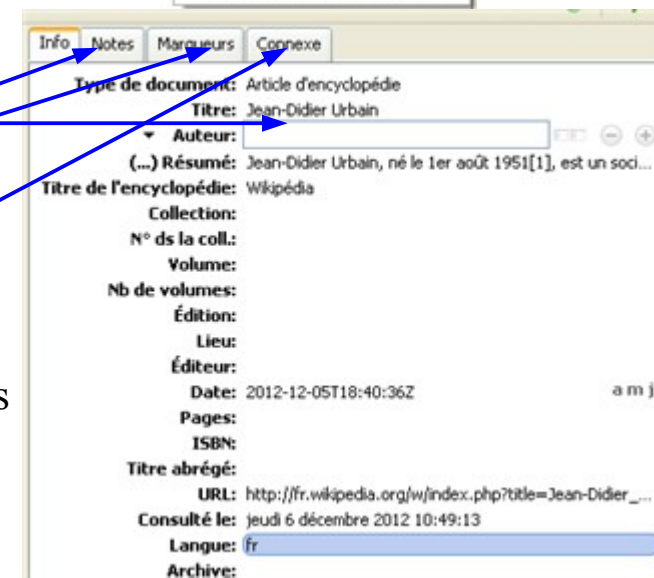 Info Notes Marqueurs Connexe
Type de document: Article d'encyclopédie
Titre: Jean-Didier Urbain
Auteur:
(...) Résumé: Jean-Didier Urbain, né le 1er août 1951[1], est un soci...
Titre de l'encyclopédie: Wikipédia
Collection:
N° ds la coll.:
Volume:
Nb de volumes:
Édition:
Lieu:
Éditeur:
s
Date: 2012-12-05T18:40:36Z a m j
Pages:
ISBN:
Titre abrégé:
URL: http://fr.wikipedia.org/w/index.php?title=Jean-Didier_...
Consulté le: jeudi 6 décembre 2012 10:49:13
Langue: fr
Archive: